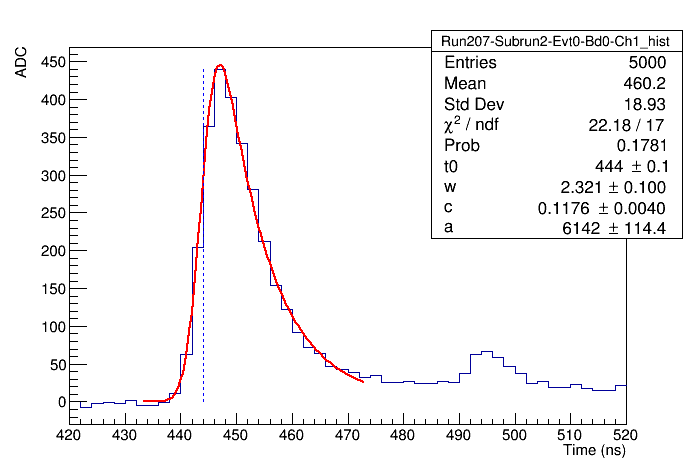 Run207-Subrun2-Evt0-Bd0-Ch1_hist
Entries 5000
Mean 460.2
Std Dev 18.93
χ² / ndf 22.18 / 17
Prob 0.1781
t0 444 ± 0.1
w 2.321 ± 0.100
c 0.1176 ± 0.0040
a 6142 ± 114.4
ADC
450
400
350
300
250
200
150
100
50
0
420 430 440 450 460 470 480 490 500 510 520
Time (ns)